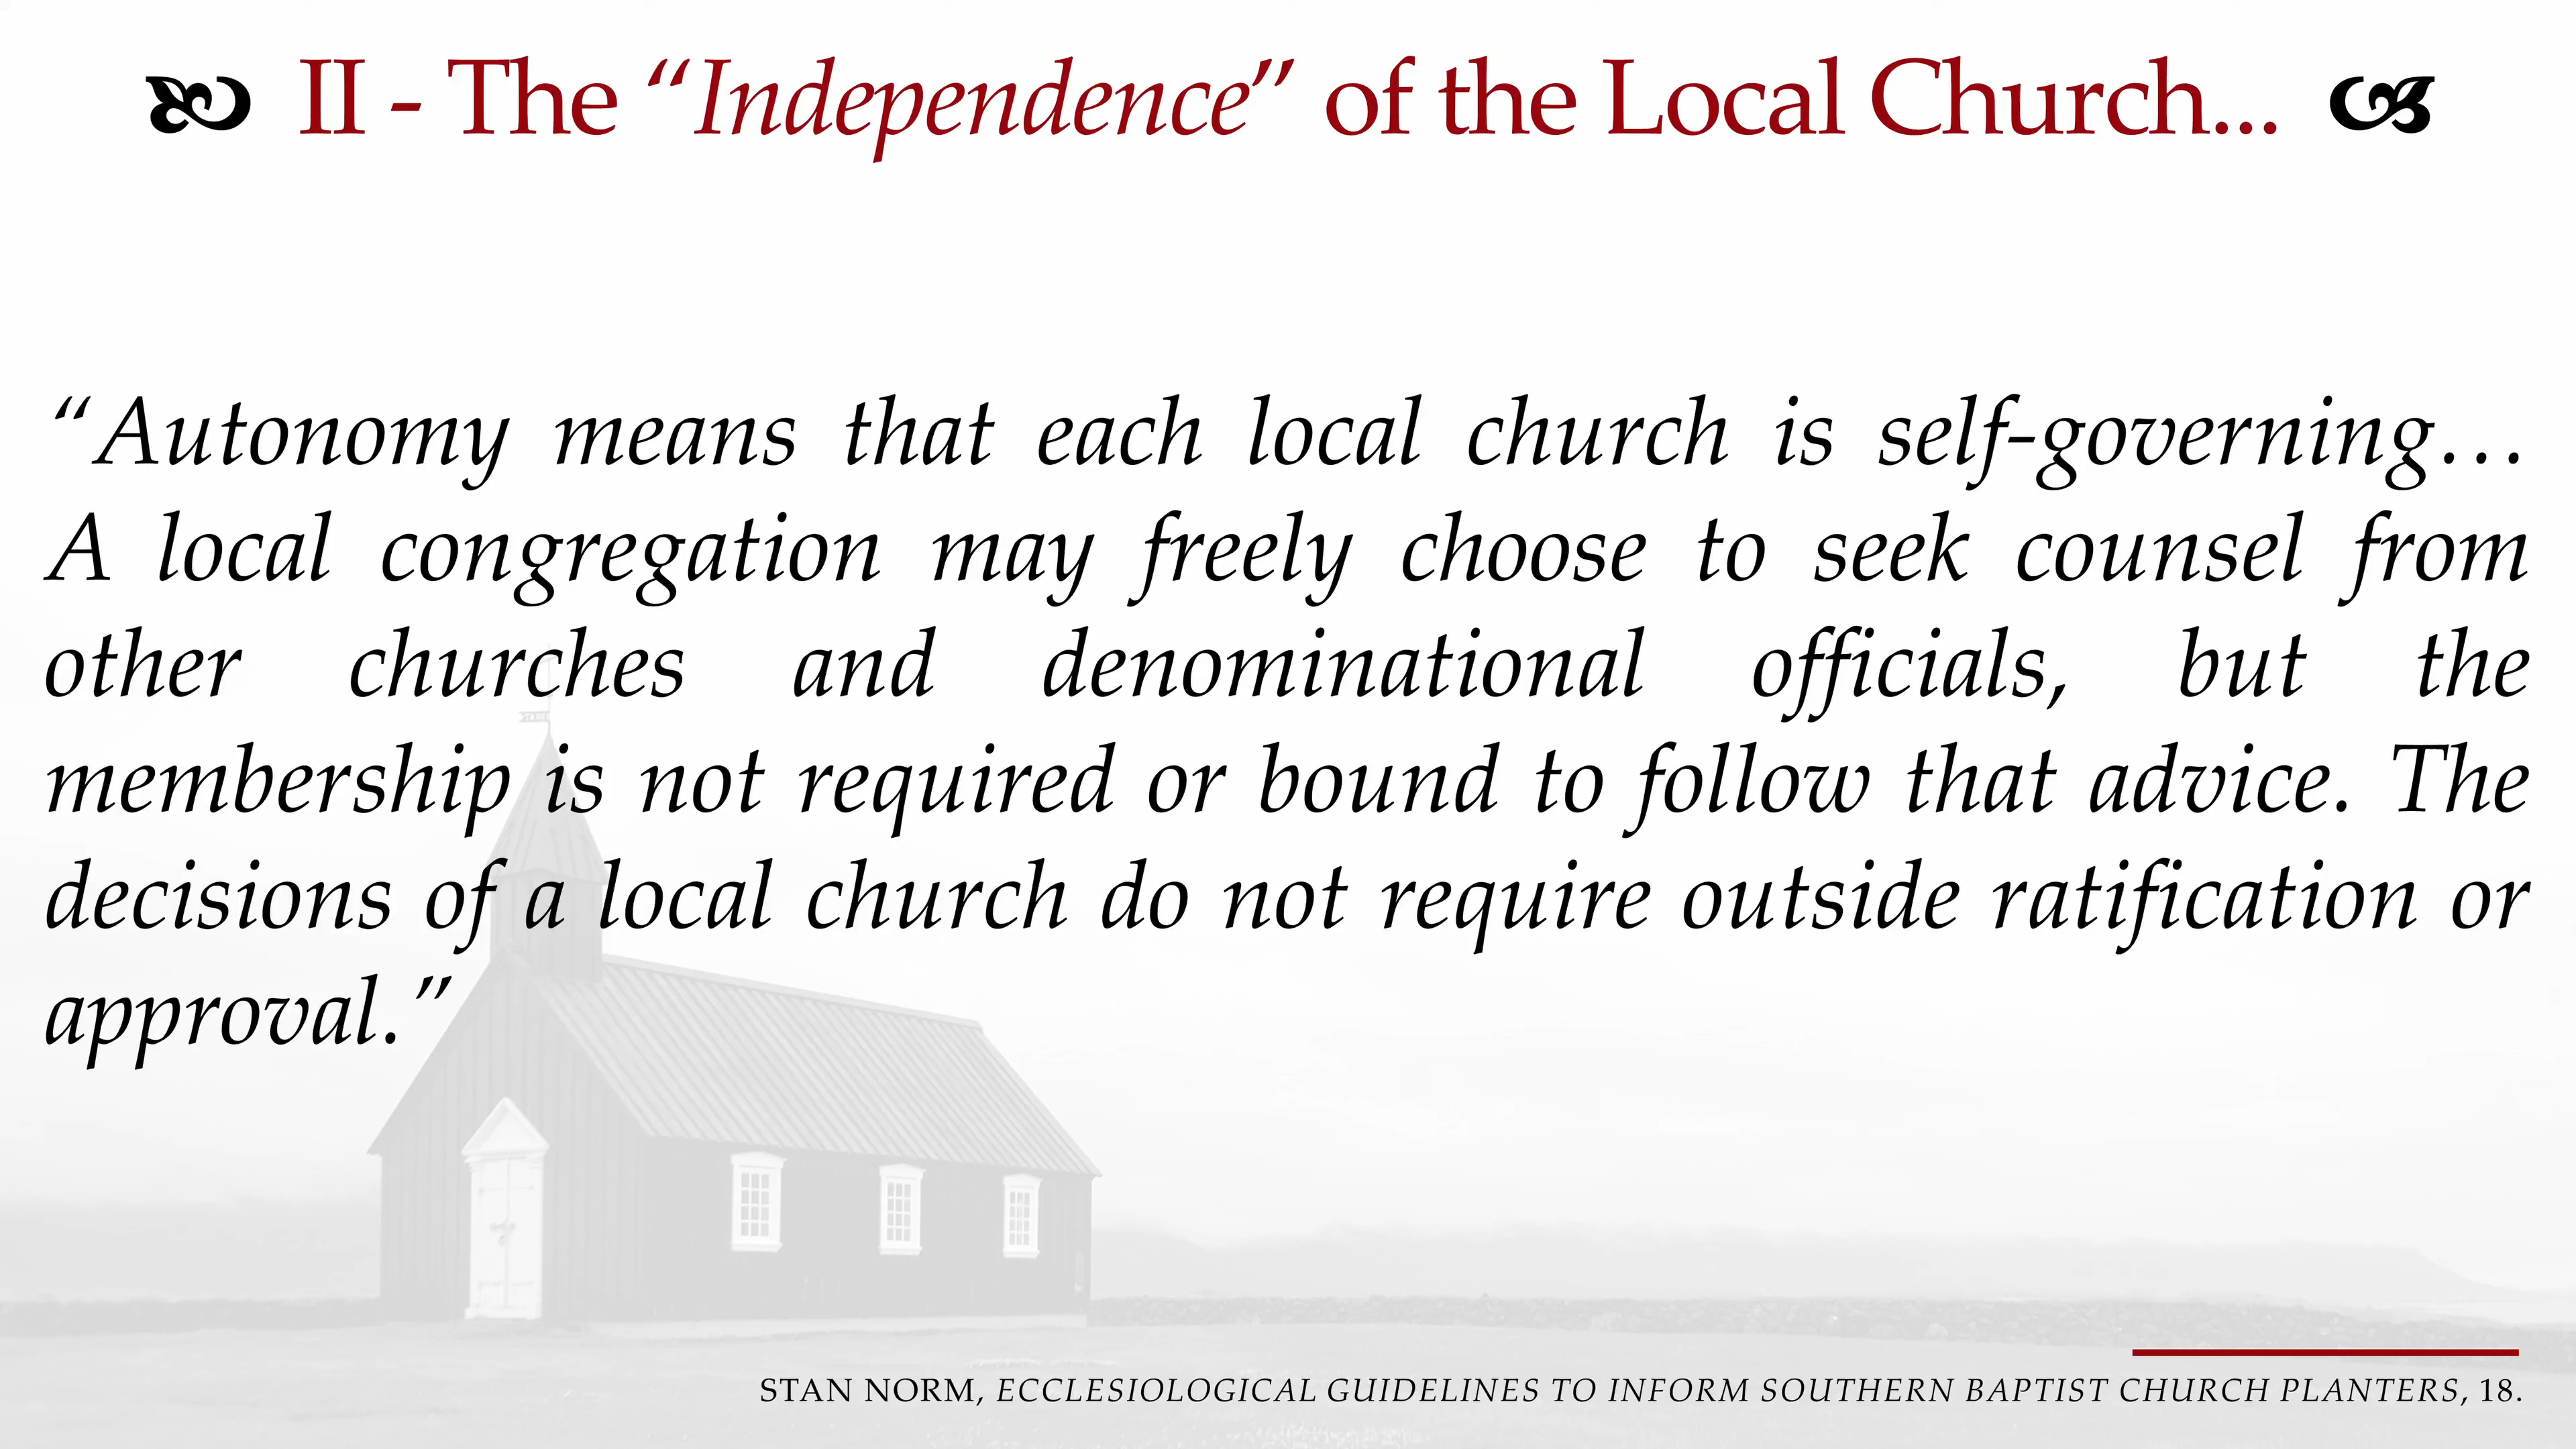 II - The “Independence” of the Local Church...
“Autonomy means that each local church is self-governing…
A local congregation may freely choose to seek counsel from
other churches and denominational officials, but the
membership is not required or bound to follow that advice. The
decisions of a local church do not require outside ratification or
approval.”
STAN NORM, ECCLESIOLOGICAL GUIDELINES TO INFORM SOUTHERN BAPTIST CHURCH PLANTERS, 18.